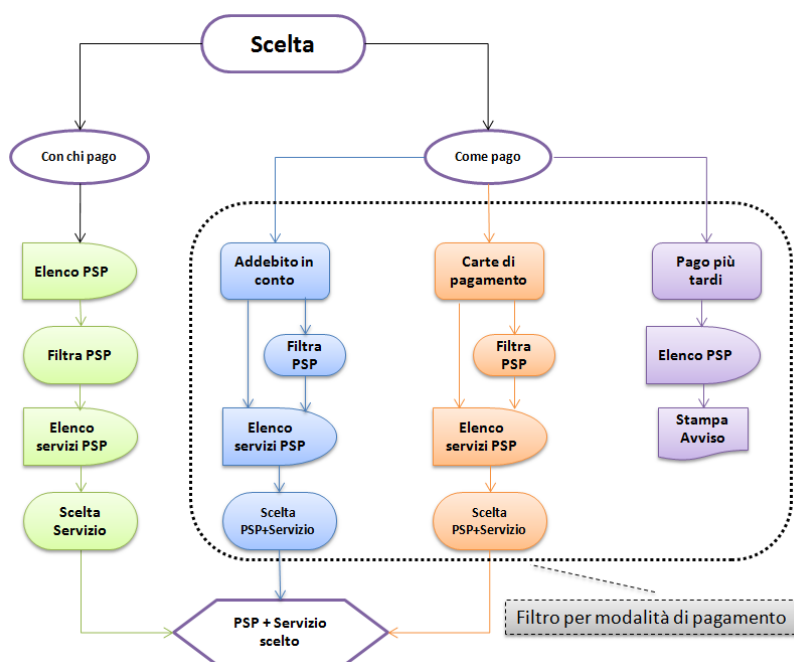 Scelta
Con chi pago
Come pago
Elenco PSP
Filtra PSP
Elenco
servizi PSP
Scelta
Servizio
Addebito in
conto
Filtra
PSP
Elenco
servizi PSP
Scelta
PSP+Servizio
Carte di
pagamento
Filtra
PSP
Elenco
servizi PSP
Scelta
PSP+Servizio
Pago più
tardi
Elenco PSP
Stampa
Avviso
PSP + Servizio
scelto
Filtro per modalità di pagamento